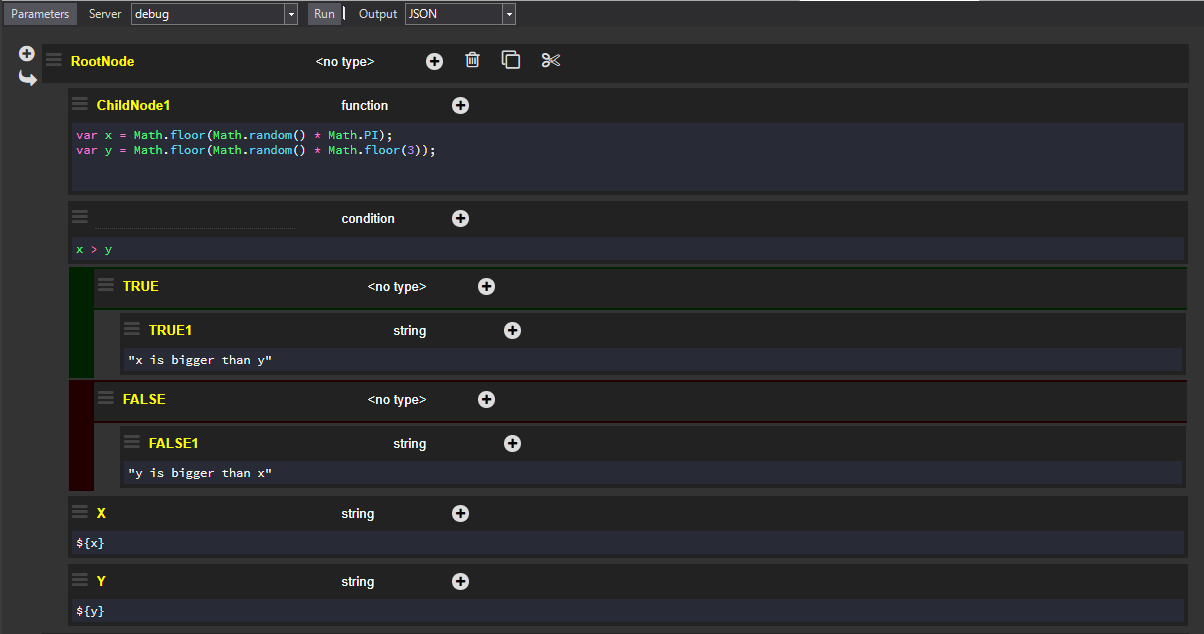 Parameters Server debug Run Output JSON
RootNode <no type>
ChildNode1 function
var x = Math.floor(Math.random() * Math.PI);
var y = Math.floor(Math.random() * Math.floor(3));
condition
x > y
TRUE <no type>
TRUE1 string
"x is bigger than y"
FALSE <no type>
FALSE1 string
"y is bigger than x"
X string
${x}
Y string
${y}